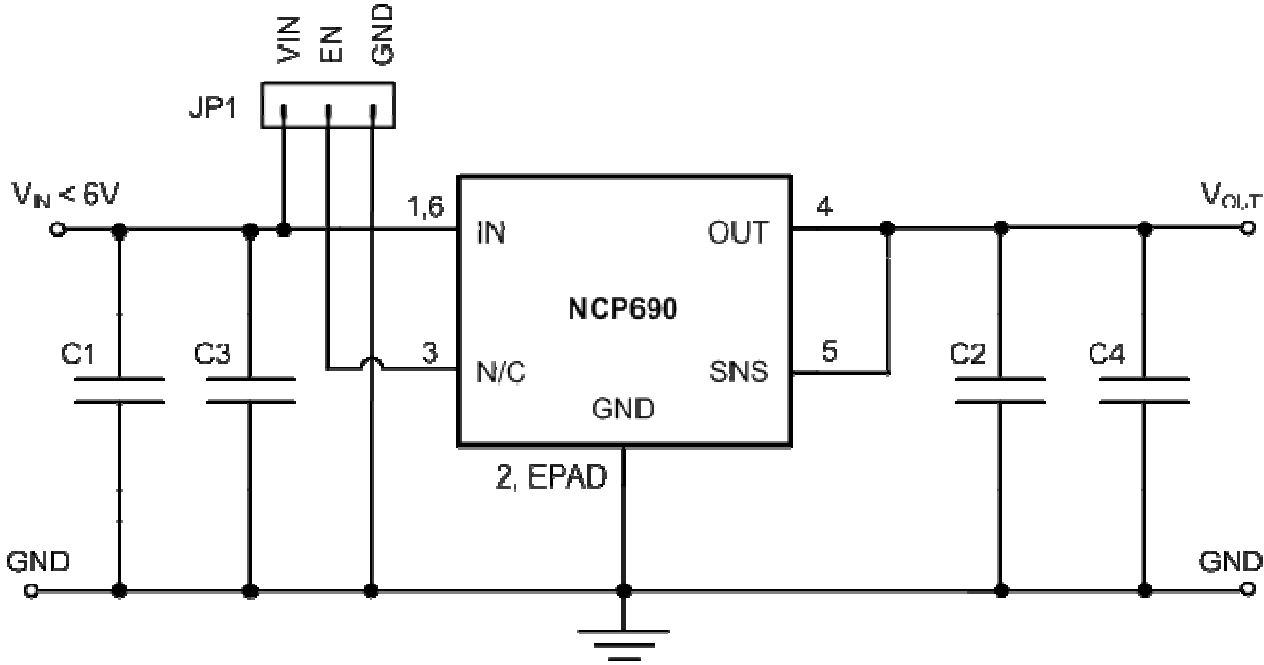 VIN
EN
GND
JP1
VIN < 6V
1,6
4
VOUT
IN
OUT
NCP690
C1
C3
3
N/C
5
SNS
C2
C4
GND
2, EPAD
GND
GND